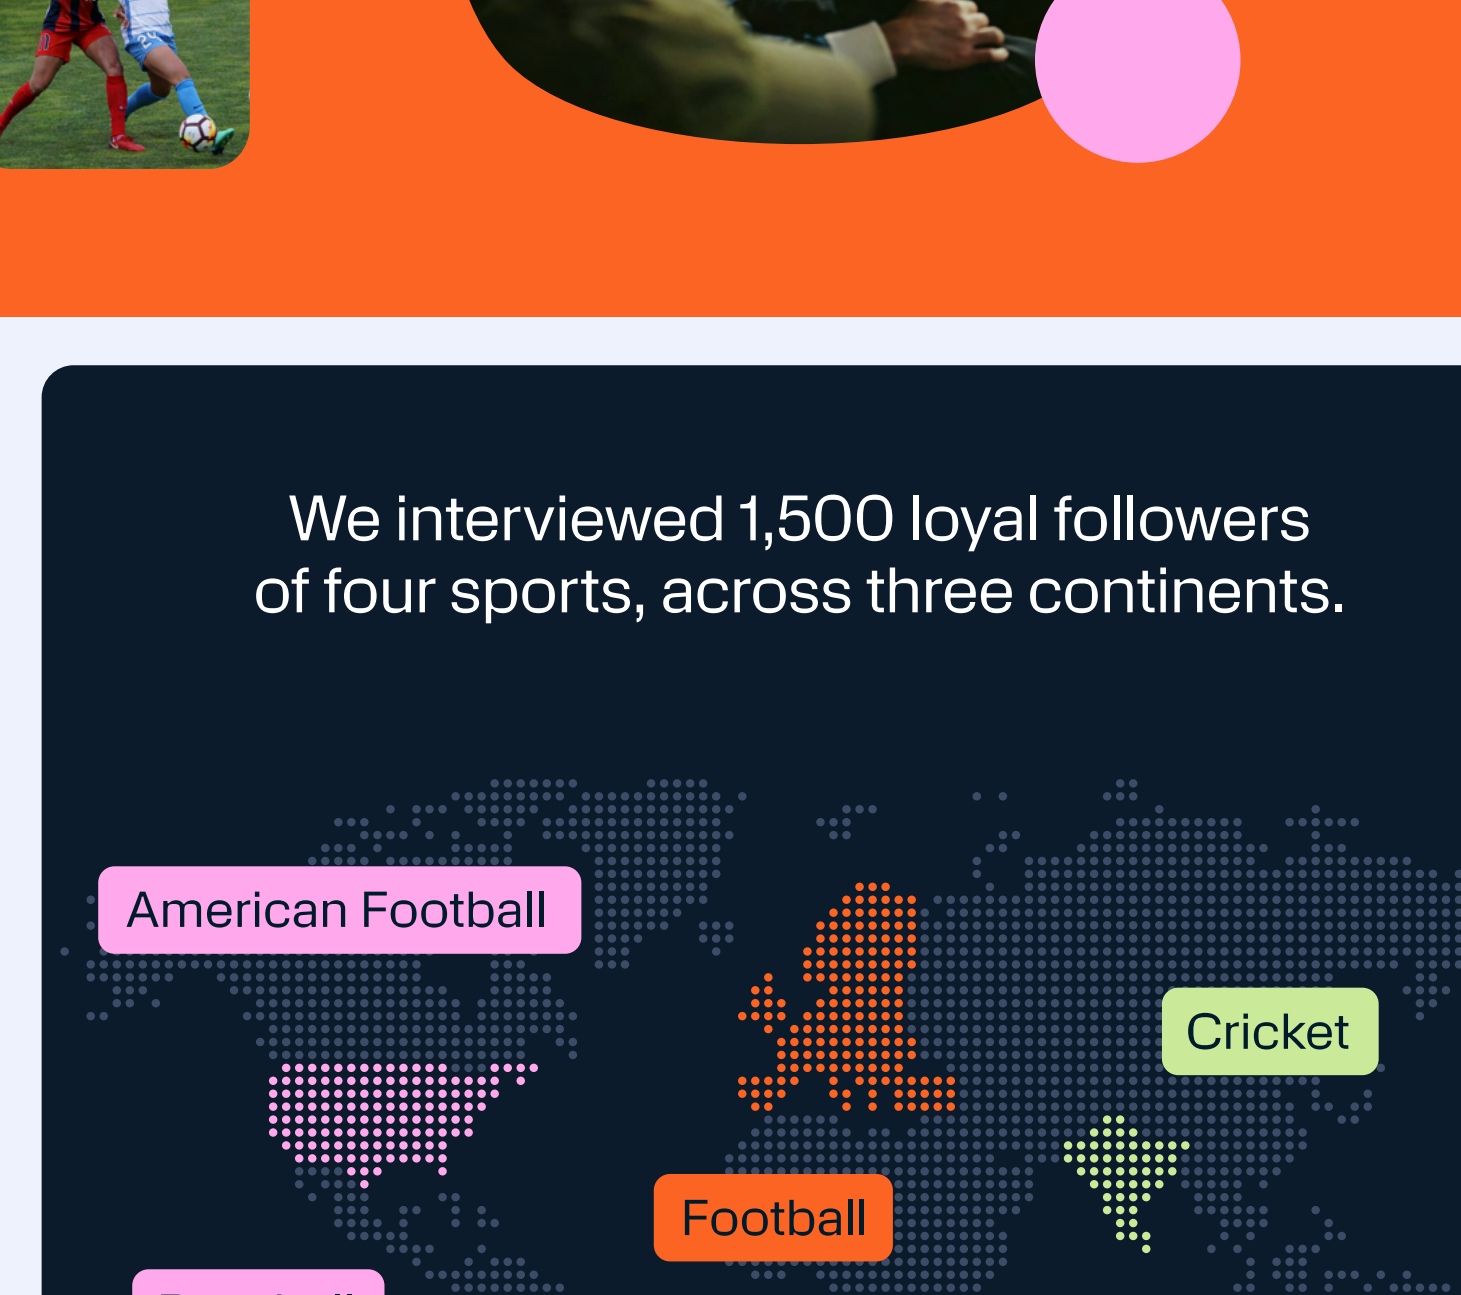 We interviewed 1,500 loyal followers
of four sports, across three continents.
American Football
Cricket
Football